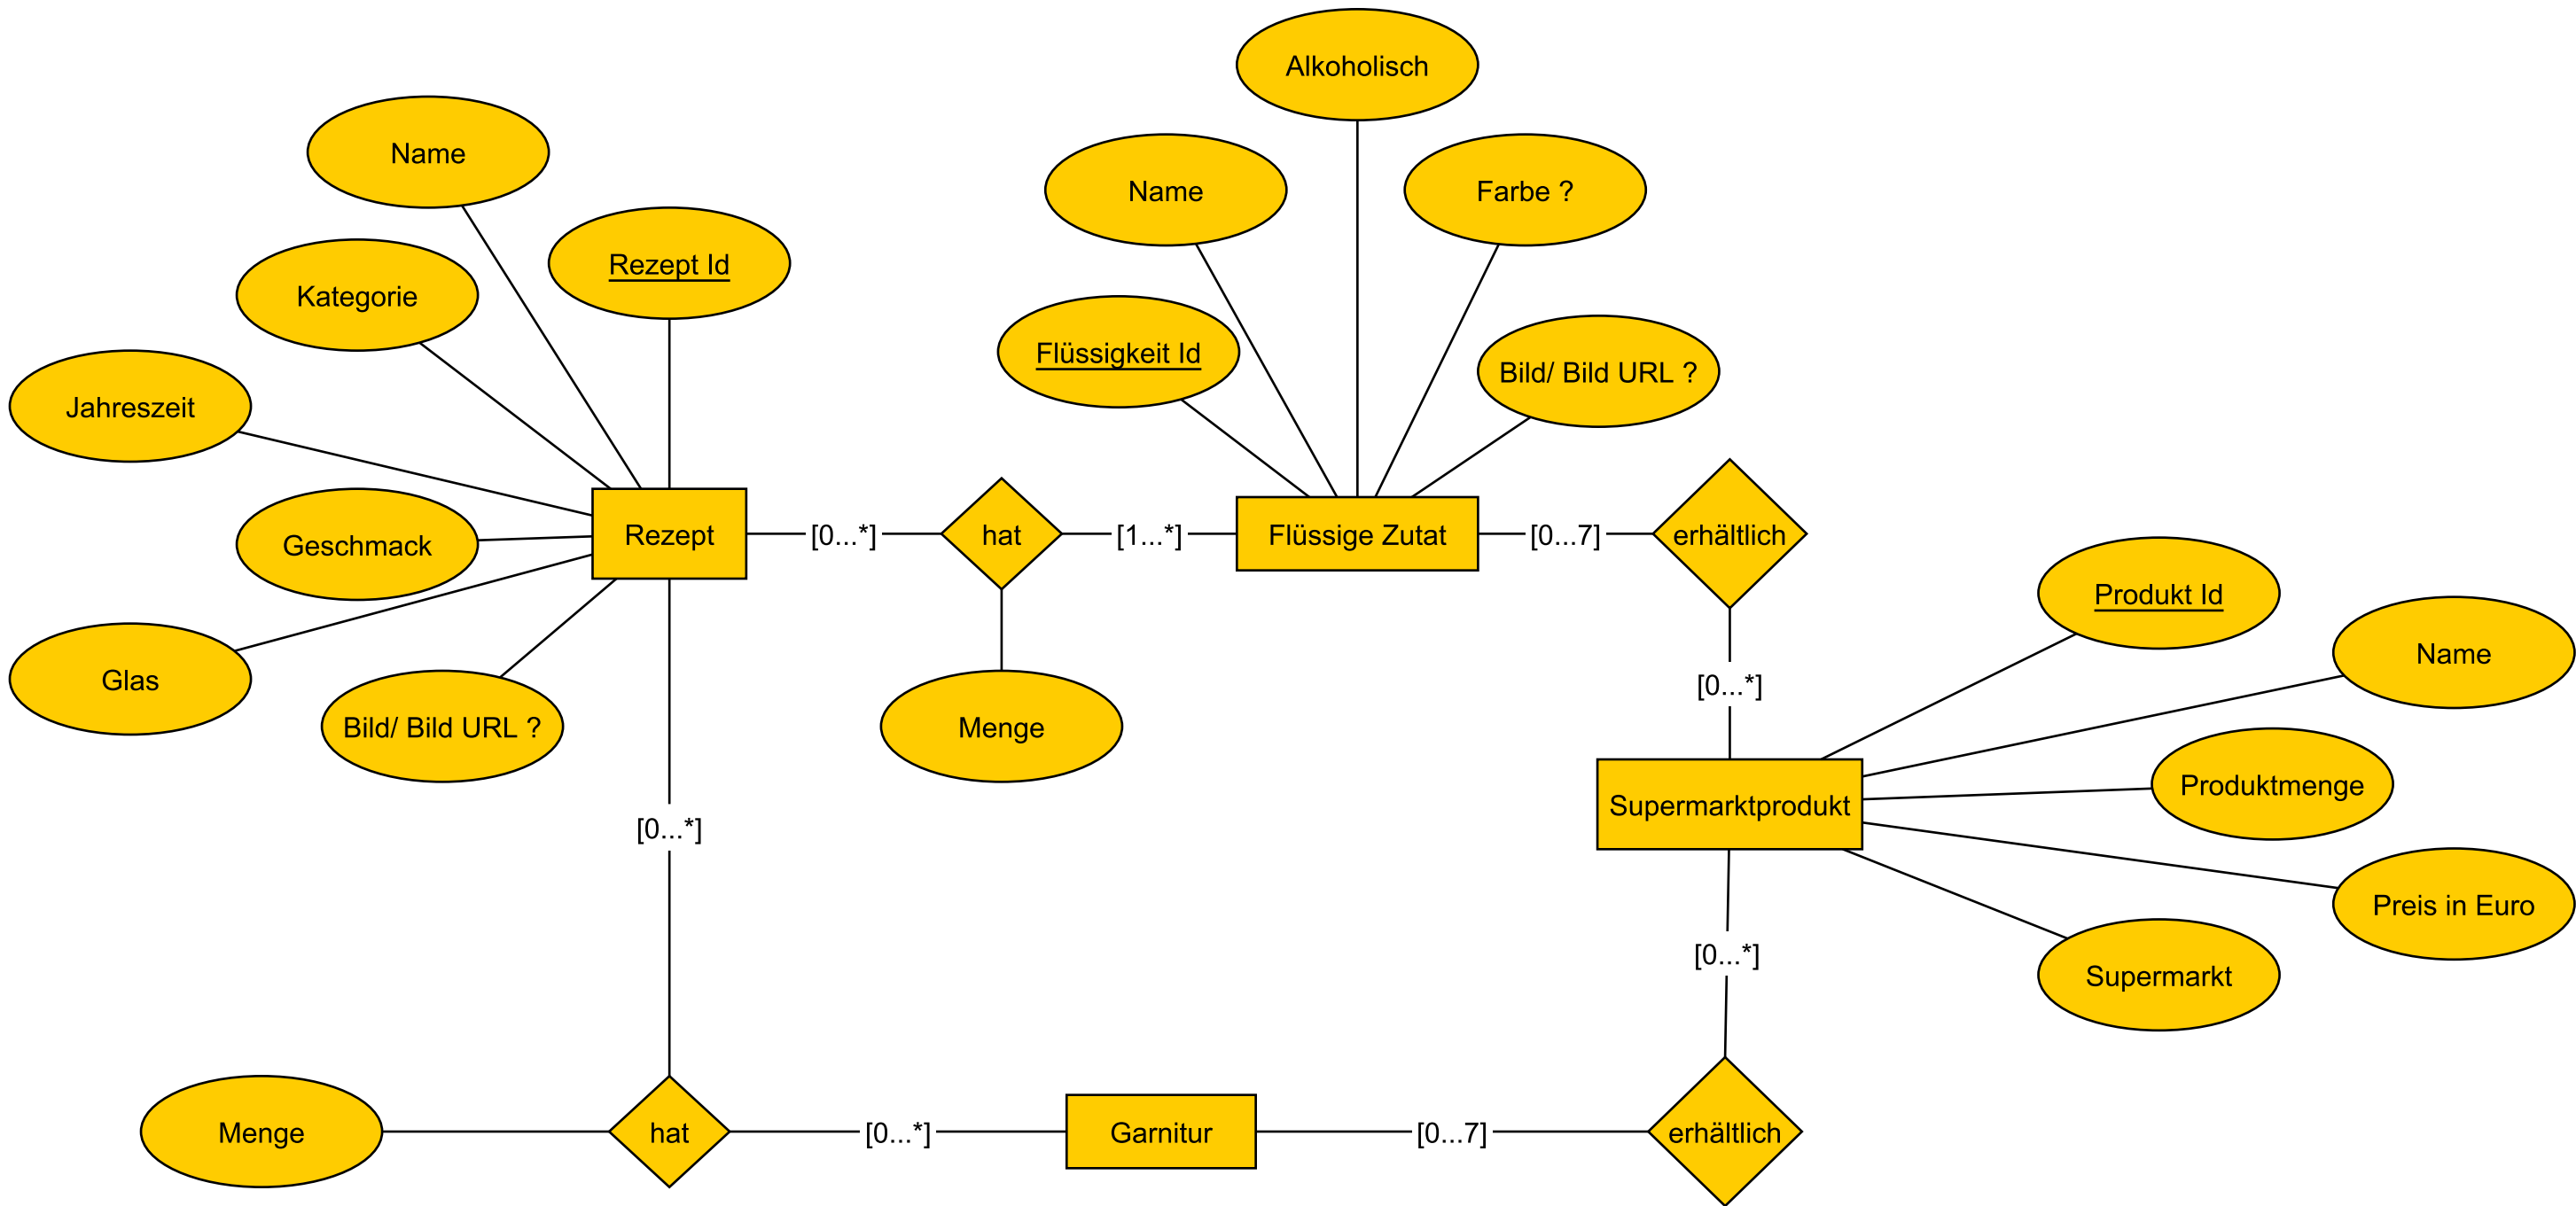 Alkoholisch
Name
Name
Farbe ?
Rezept Id
Kategorie
Flüssigkeit Id
Bild/ Bild URL ?
Jahreszeit
Geschmack
Rezept
[0...*]
hat
[1...*]
Flüssige Zutat
[0...7]
erhältlich
Produkt Id
Name
Glas
[0...*]
Bild/ Bild URL ?
Menge
Produktmenge
Supermarktprodukt
[0...*]
Preis in Euro
[0...*]
Supermarkt
Menge
hat
[0...*]
Garnitur
[0...7]
erhältlich